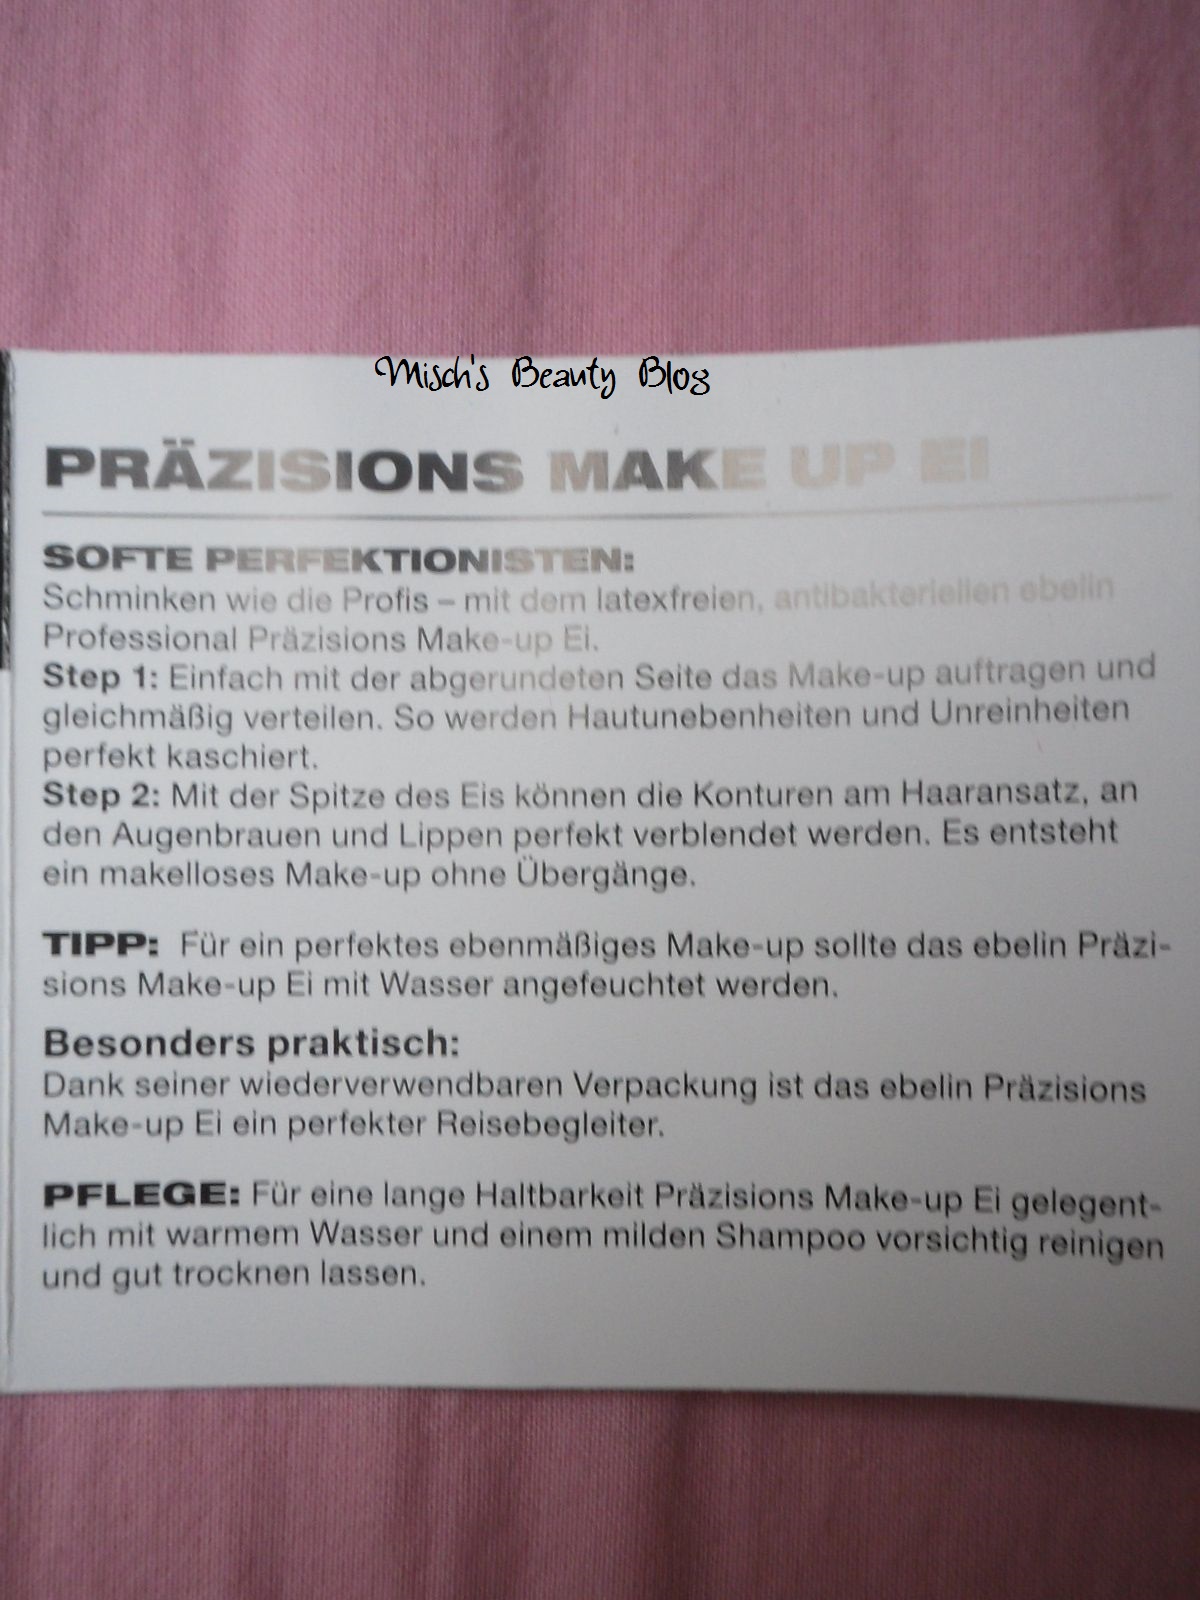 Misch's Beauty Blog
PRÄZISIONS MAKE UP EI
SOFTE PERFEKTIONISTEN:
Schminken wie die Profis – mit dem latexfreien, antibakteriellen ebelin
Professional Präzisions Make-up Ei.
Step 1: Einfach mit der abgerundeten Seite das Make-up auftragen und
gleichmäßig verteilen. So werden Hautunebenheiten und Unreinheiten
perfekt kaschiert.
Step 2: Mit der Spitze des Eis können die Konturen am Haaransatz, an
den Augenbrauen und Lippen perfekt verblendet werden. Es entsteht
ein makelloses Make-up ohne Übergänge.
TIPP: Für ein perfektes ebenmäßiges Make-up sollte das ebelin Präzi-
sions Make-up Ei mit Wasser angefeuchtet werden.
Besonders praktisch:
Dank seiner wiederverwendbaren Verpackung ist das ebelin Präzisions
Make-up Ei ein perfekter Reisebegleiter.
PFLEGE: Für eine lange Haltbarkeit Präzisions Make-up Ei gelegent-
lich mit warmem Wasser und einem milden Shampoo vorsichtig reinigen
und gut trocknen lassen.